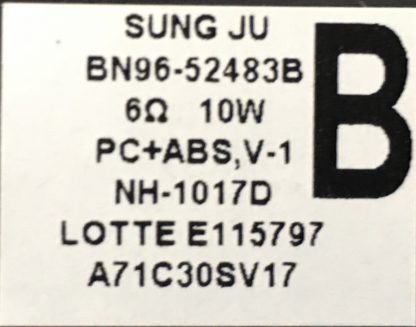 SUNG JU
BN96-52483B
6Ω 10W
PC+ABS,V-1
NH-1017D
LOTTE E115797
A71C30SV17
B